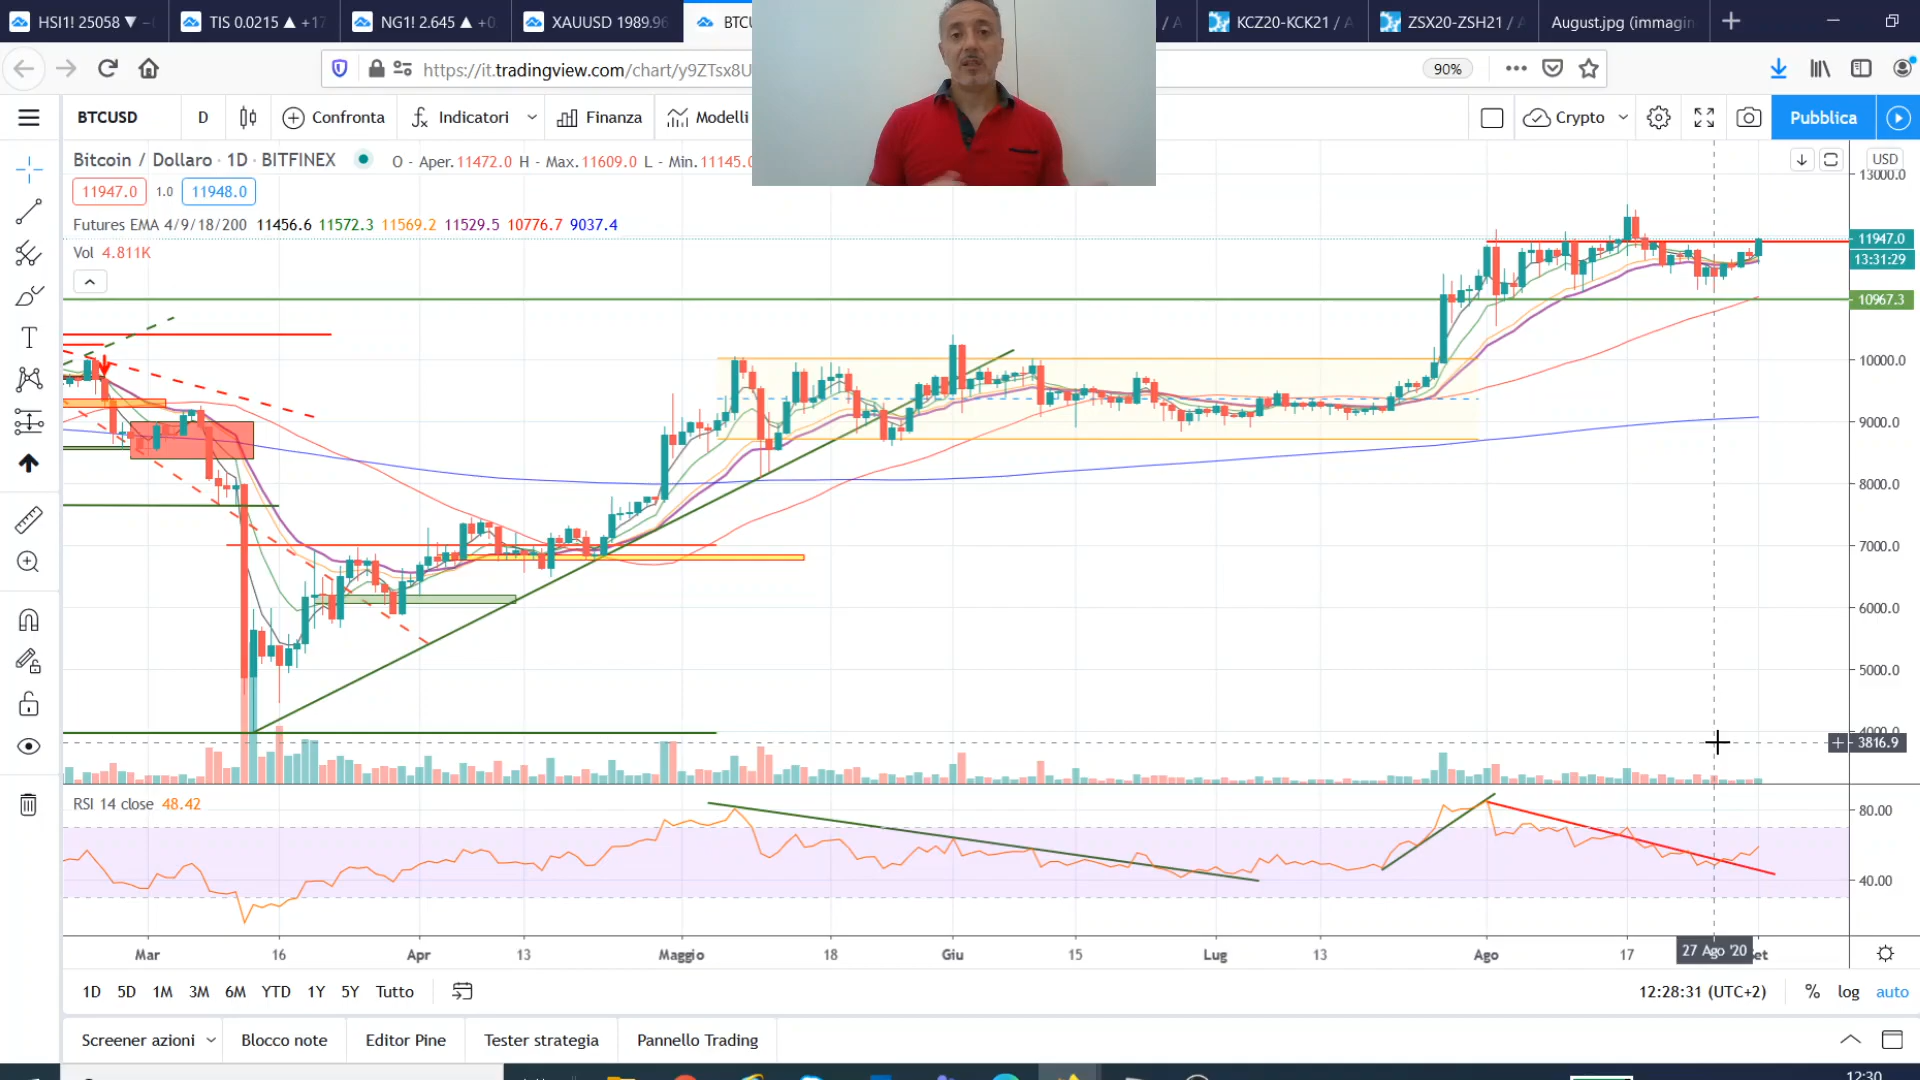 HSI1! 25058 ▼ −
TIS 0.0215 ▲ +17
NG1! 2.645 ▲ +0
XAUUSD 1989.96
BTCU
/ A
KCZ20-KCK21 / A
ZSX20-ZSH21 / A
August.jpg (immagin
https://it.tradingview.com/chart/y9ZTsx8U
90%
BTCUSD
D
Confronta
Indicatori
Finanza
Modelli
Crypto
Pubblica
Bitcoin / Dollaro · 1D · BITFINEX
O - Aper. 11472.0 H - Max. 11609.0 L - Min. 11145.0
USD
11947.0
1.0
11948.0
Futures EMA 4/9/18/200 11456.6 11572.3 11569.2 11529.5 10776.7 9037.4
Vol 4.811K
13000.0
11947.0
13:31:29
10967.3
10000.0
9000.0
8000.0
7000.0
6000.0
5000.0
4000.0
3816.9
RSI 14 close 48.42
80.00
40.00
Mar
16
Apr
13
Maggio
18
Giu
15
Lug
13
Ago
17
27 Ago '20
et
1D
5D
1M
3M
6M
YTD
1Y
5Y
Tutto
12:28:31 (UTC+2)
%
log
auto
Screener azioni
Blocco note
Editor Pine
Tester strategia
Pannello Trading
12:30